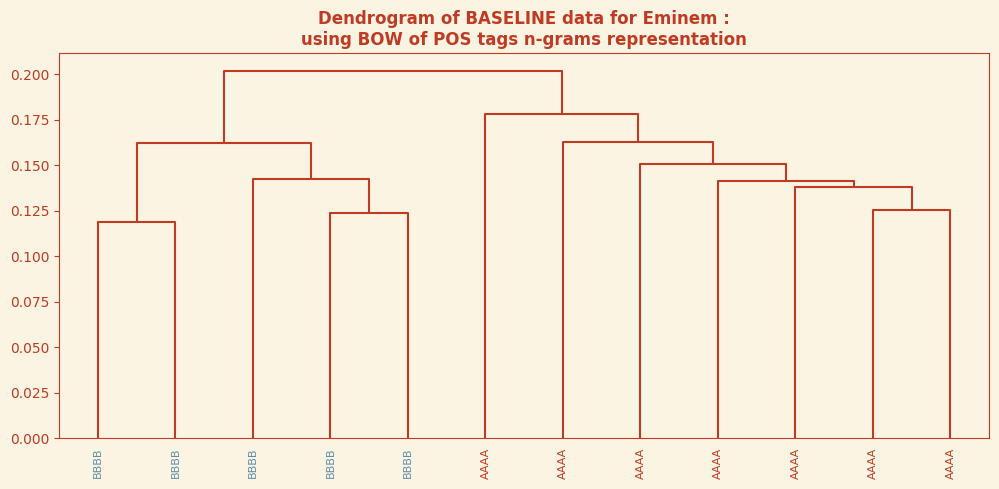 Dendrogram of BASELINE data for Eminem :
using BOW of POS tags n-grams representation
0.200
0.175
0.150
0.125
0.100
0.075
0.050
0.025
0.000
BBBB
BBBB
BBBB
BBBB
BBBB
AAAA
AAAA
AAAA
AAAA
AAAA
AAAA
AAAA